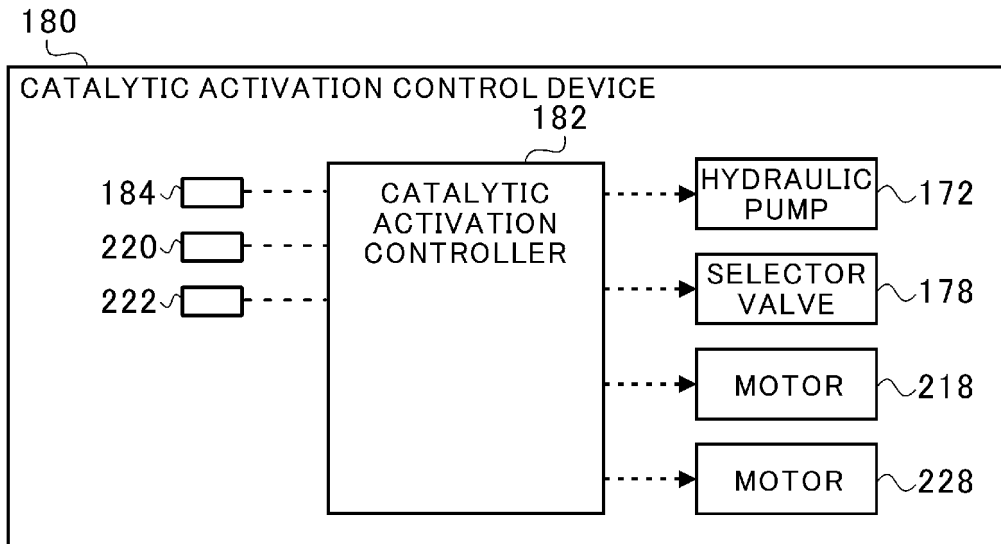 180
CATALYTIC ACTIVATION CONTROL DEVICE
182
184
220
222
CATALYTIC
ACTIVATION
CONTROLLER
HYDRAULIC
PUMP
172
SELECTOR
VALVE
178
MOTOR
218
MOTOR
228